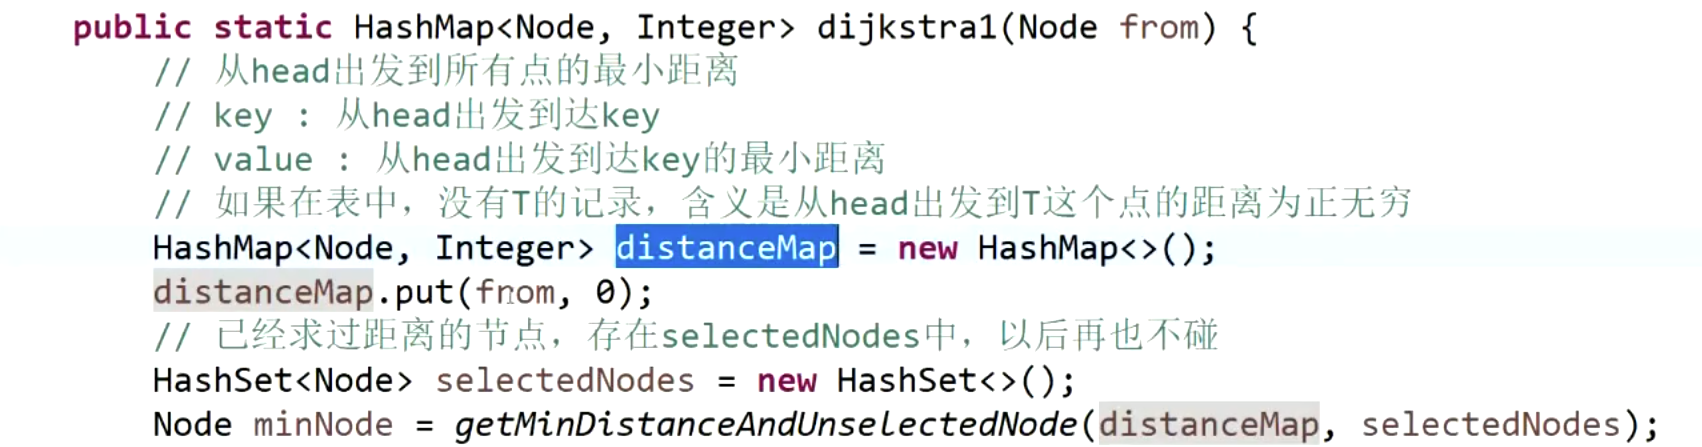 public static HashMap<Node, Integer> dijkstra1(Node from) {
// 从head出发到所有点的最小距离
// key : 从head出发到达key
// value : 从head出发到达key的最小距离
// 如果在表中，没有T的记录，含义是从head出发到T这个点的距离为正无穷
HashMap<Node, Integer> distanceMap = new HashMap<>();
distanceMap.put(from, 0);
// 已经求过距离的节点，存在selectedNodes中，以后再也不碰
HashSet<Node> selectedNodes = new HashSet<>();
Node minNode = getMinDistanceAndUnselectedNode(distanceMap, selectedNodes);